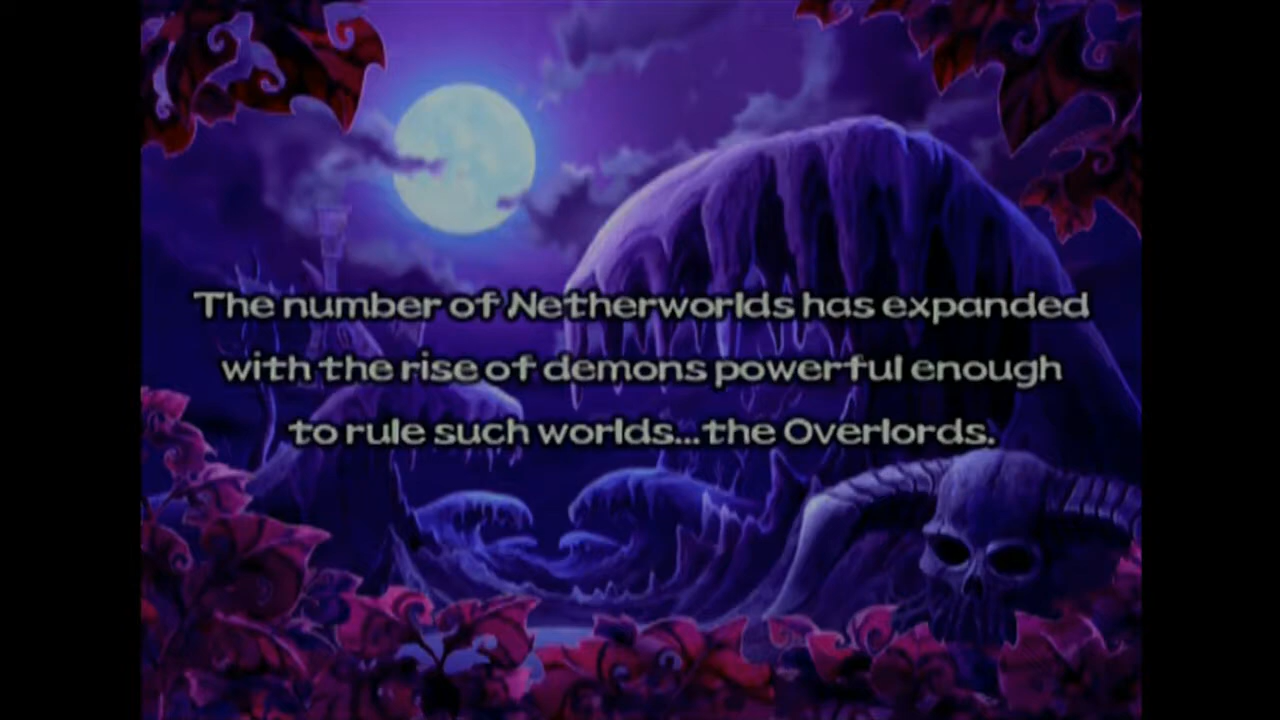 The number of Netherworlds has expanded
with the rise of demons powerful enough
to rule such worlds...the Overlords.